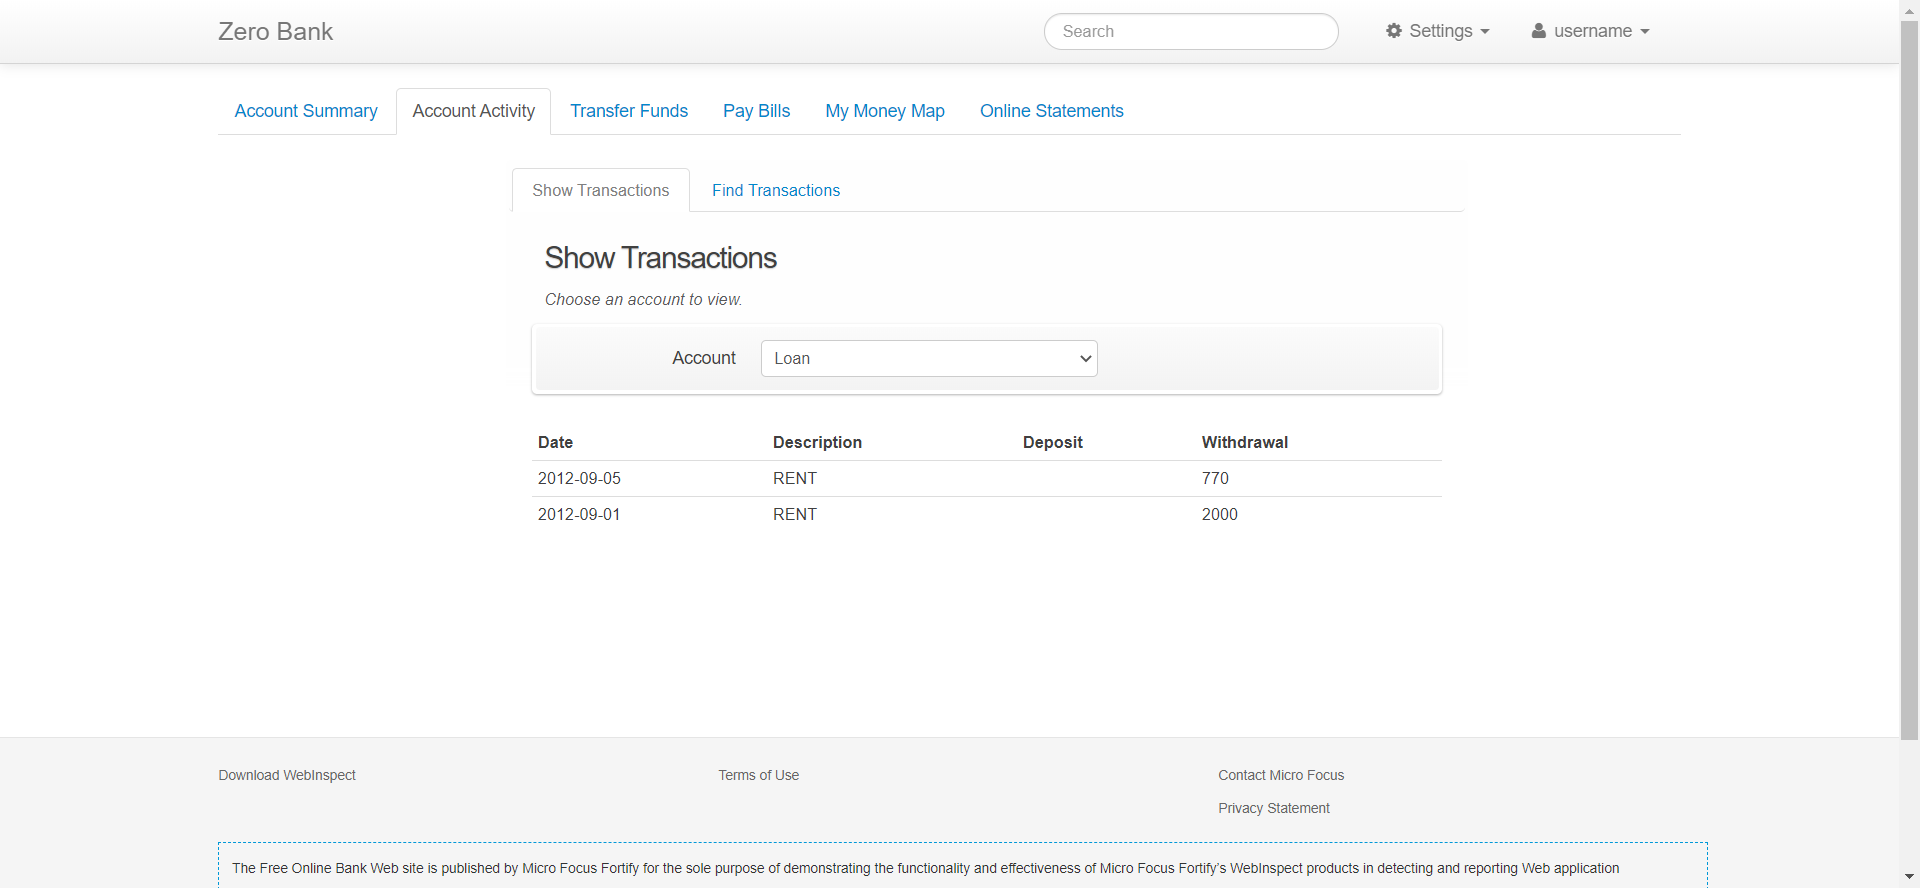 Zero Bank
Search
Settings
username
Account Summary
Account Activity
Transfer Funds
Pay Bills
My Money Map
Online Statements
Show Transactions
Find Transactions
Show Transactions
Choose an account to view.
Account
Loan
Date Description Deposit Withdrawal
2012-09-05 RENT 770
2012-09-01 RENT 2000
Download WebInspect
Terms of Use
Contact Micro Focus
Privacy Statement
The Free Online Bank Web site is published by Micro Focus Fortify for the sole purpose of demonstrating the functionality and effectiveness of Micro Focus Fortify's WebInspect products in detecting and reporting Web application